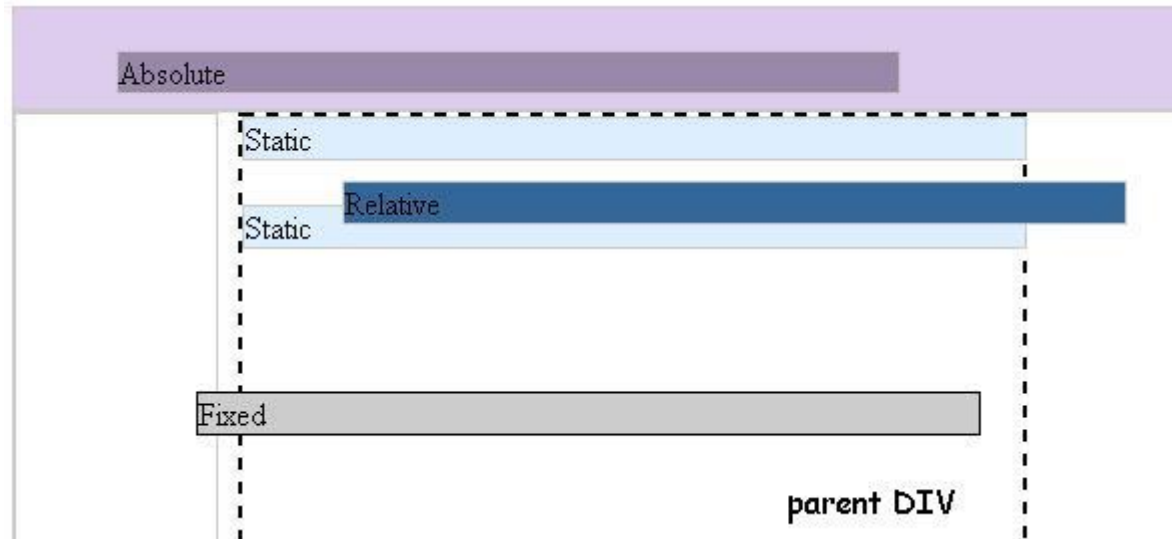 Absolute
Static
Relative
Static
Fixed
parent DIV